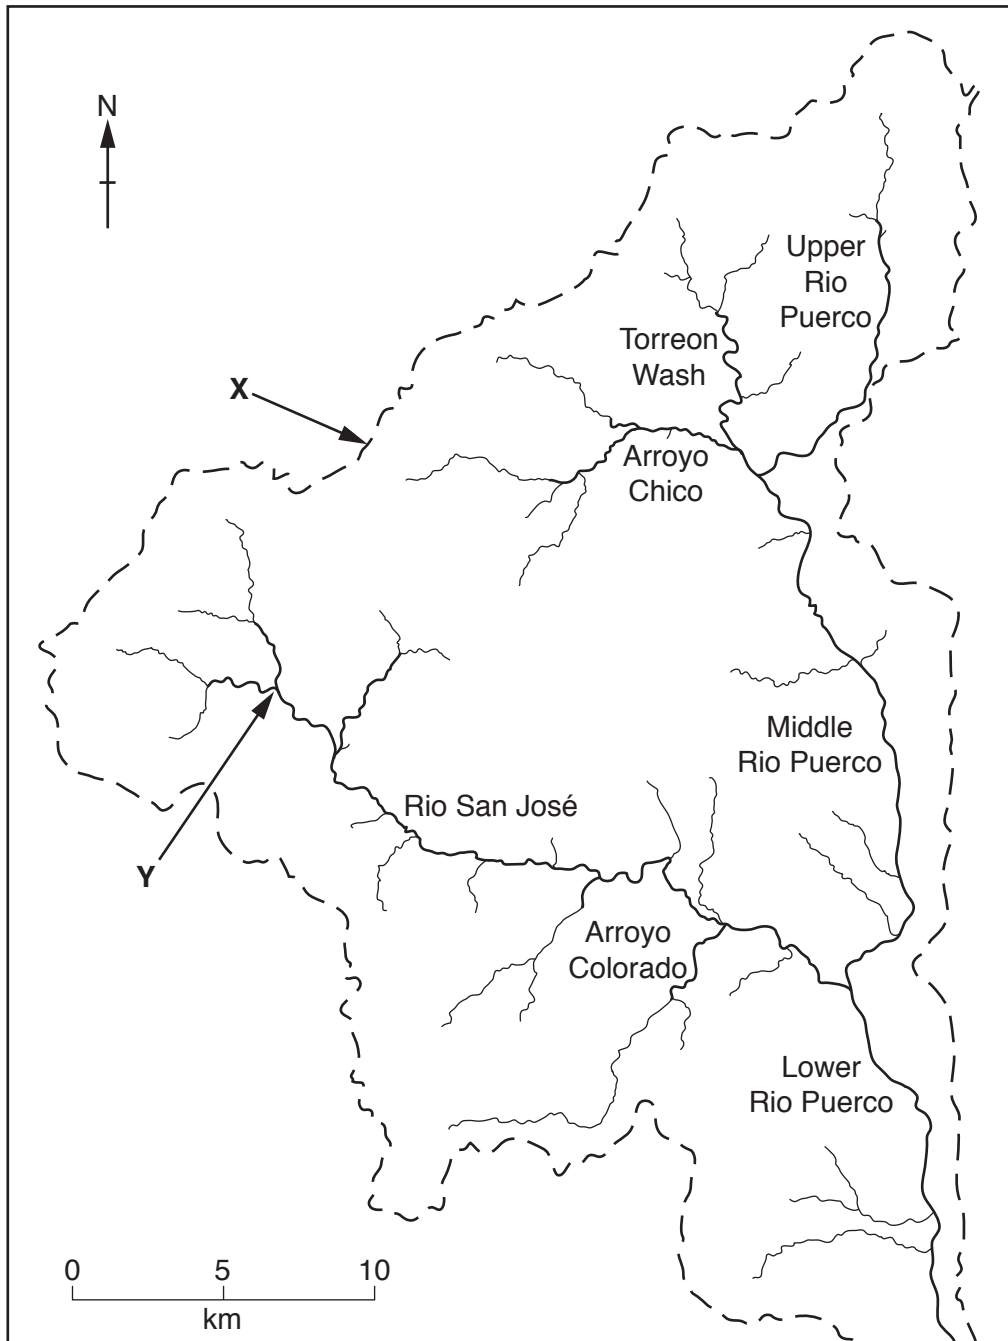 N
Upper
Rio
Puerco
Torreon
Wash
X
Arroyo
Chico
Middle
Rio Puerco
Rio San José
Y
Arroyo
Colorado
Lower
Rio Puerco
0 5 10
km